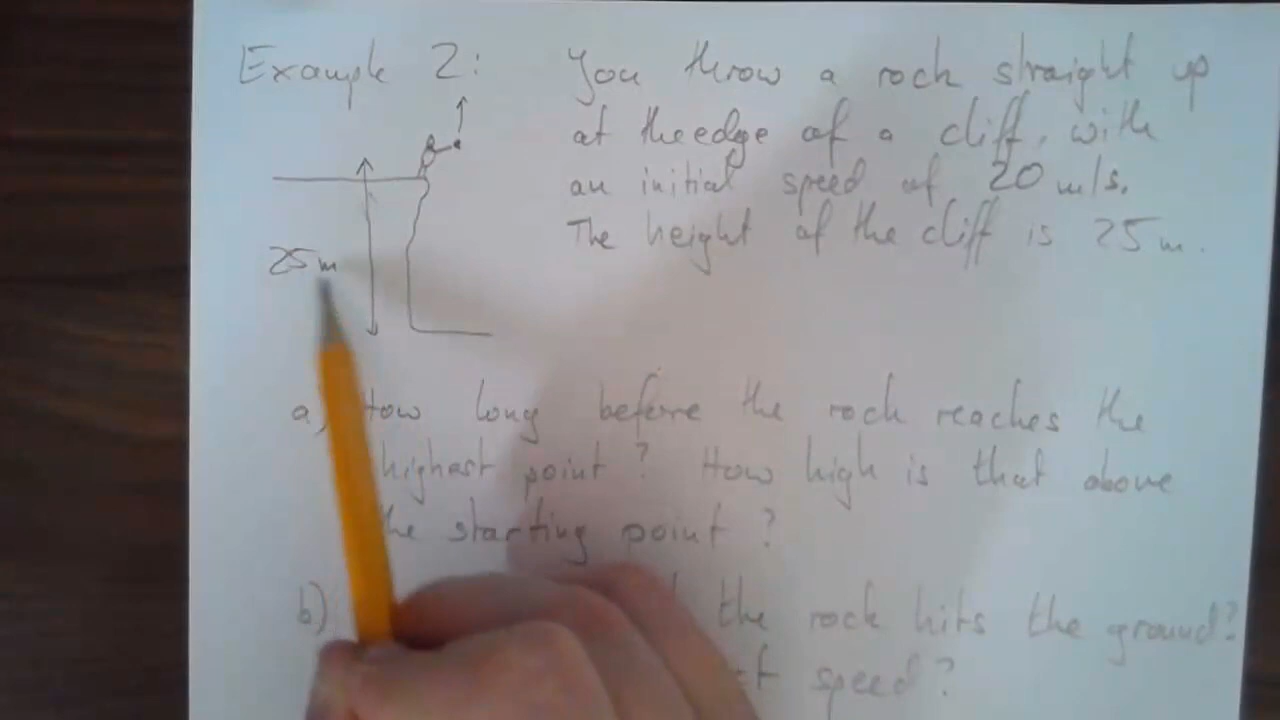 Example 2:
You throw a rock straight up
at the edge of a cliff, with
an initial speed of 20 m/s.
The height of the cliff is 25 m.
25 m
a) How long before the rock reaches the
highest point? How high is that above
the starting point?
b) the rock hits the ground?
speed?